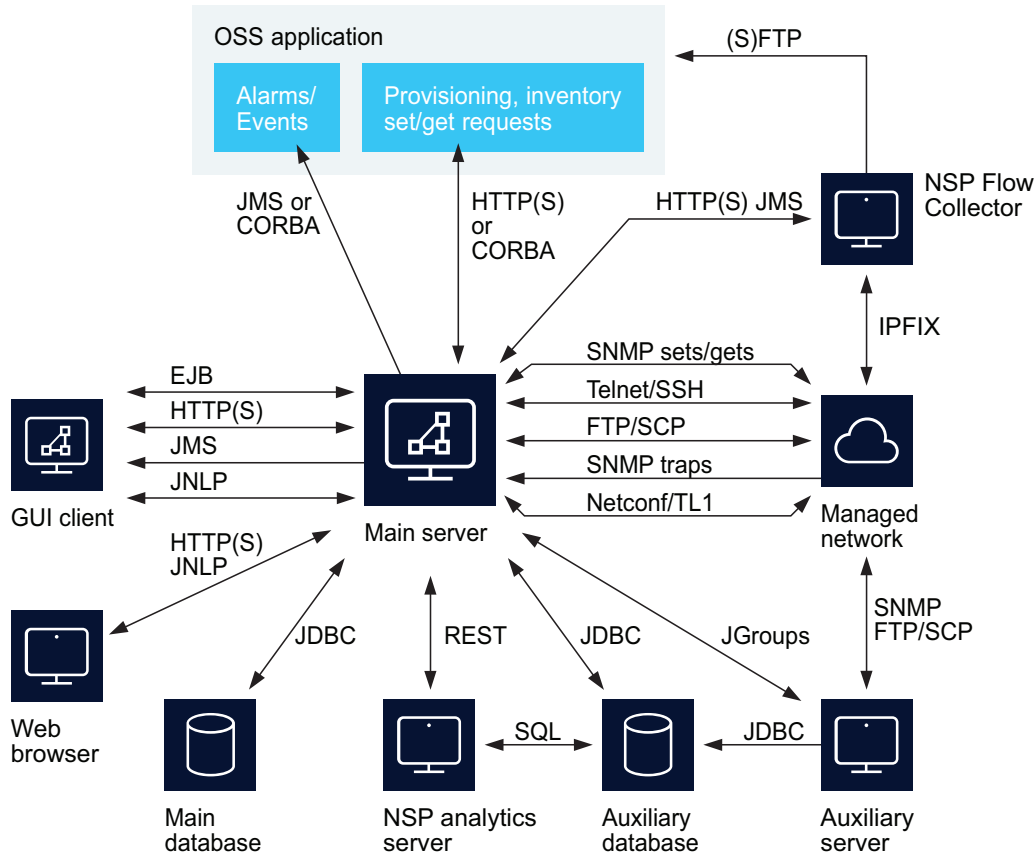 OSS application
(S)FTP
Alarms/
Events
Provisioning, inventory
set/get requests
NSP Flow
Collector
JMS or
CORBA
HTTP(S)
or
CORBA
HTTP(S) JMS
IPFIX
EJB
HTTP(S)
JMS
JNLP
SNMP sets/gets
Telnet/SSH
FTP/SCP
SNMP traps
Netconf/TL1
GUI client
Main server
Managed
network
HTTP(S)
JNLP
JDBC
REST
JDBC
JGroups
SNMP
FTP/SCP
Web
browser
SQL
JDBC
Main
database
NSP analytics
server
Auxiliary
database
Auxiliary
server